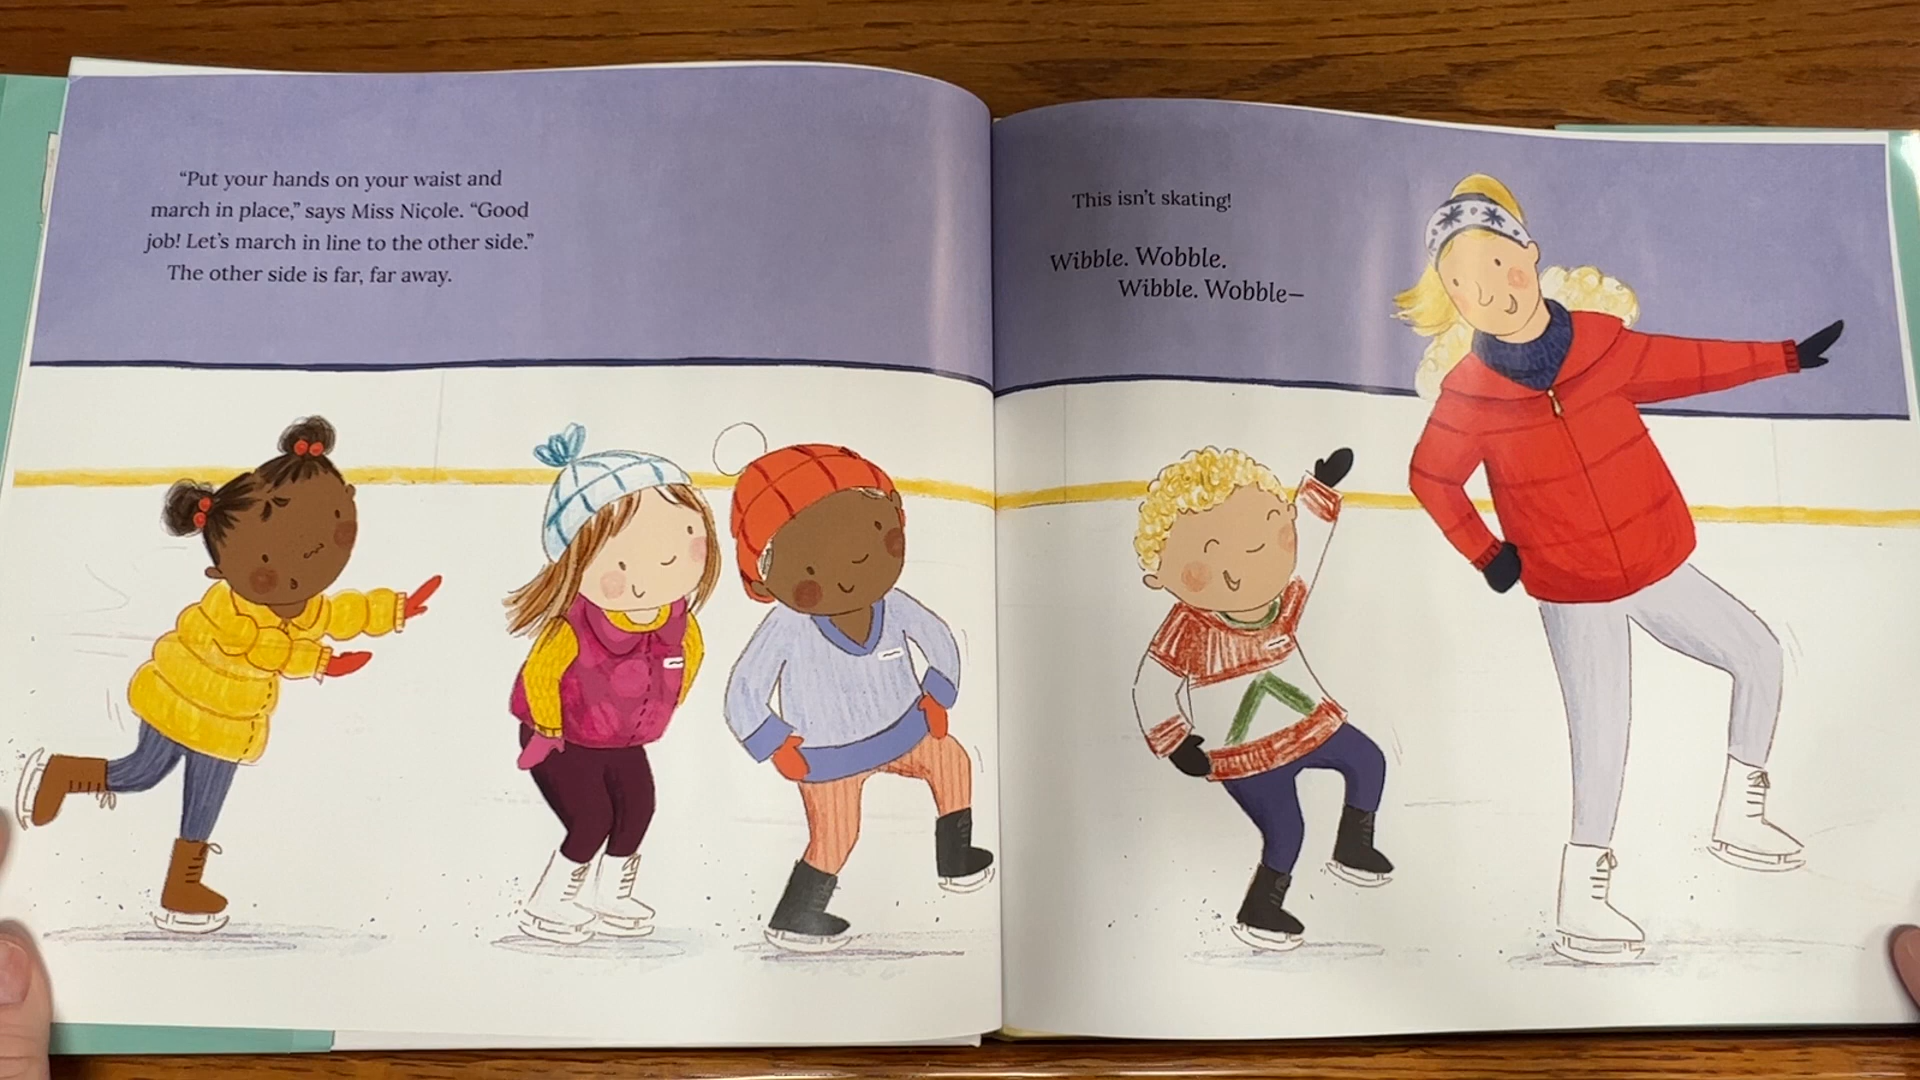 “Put your hands on your waist and
march in place,” says Miss Nicole. “Good
job! Let’s march in line to the other side.”
The other side is far, far away.
This isn’t skating!
Wibble. Wobble.
Wibble. Wobble—